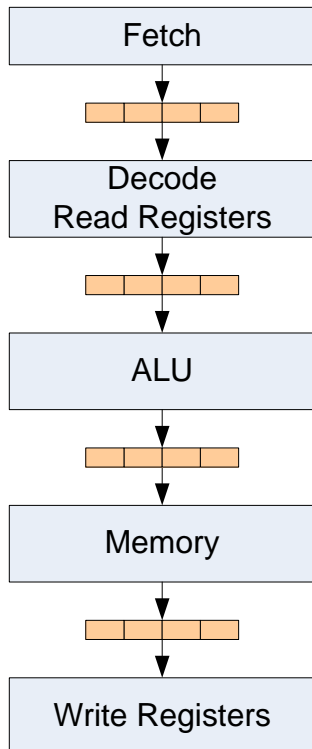 Fetch
Decode
Read Registers
ALU
Memory
Write Registers